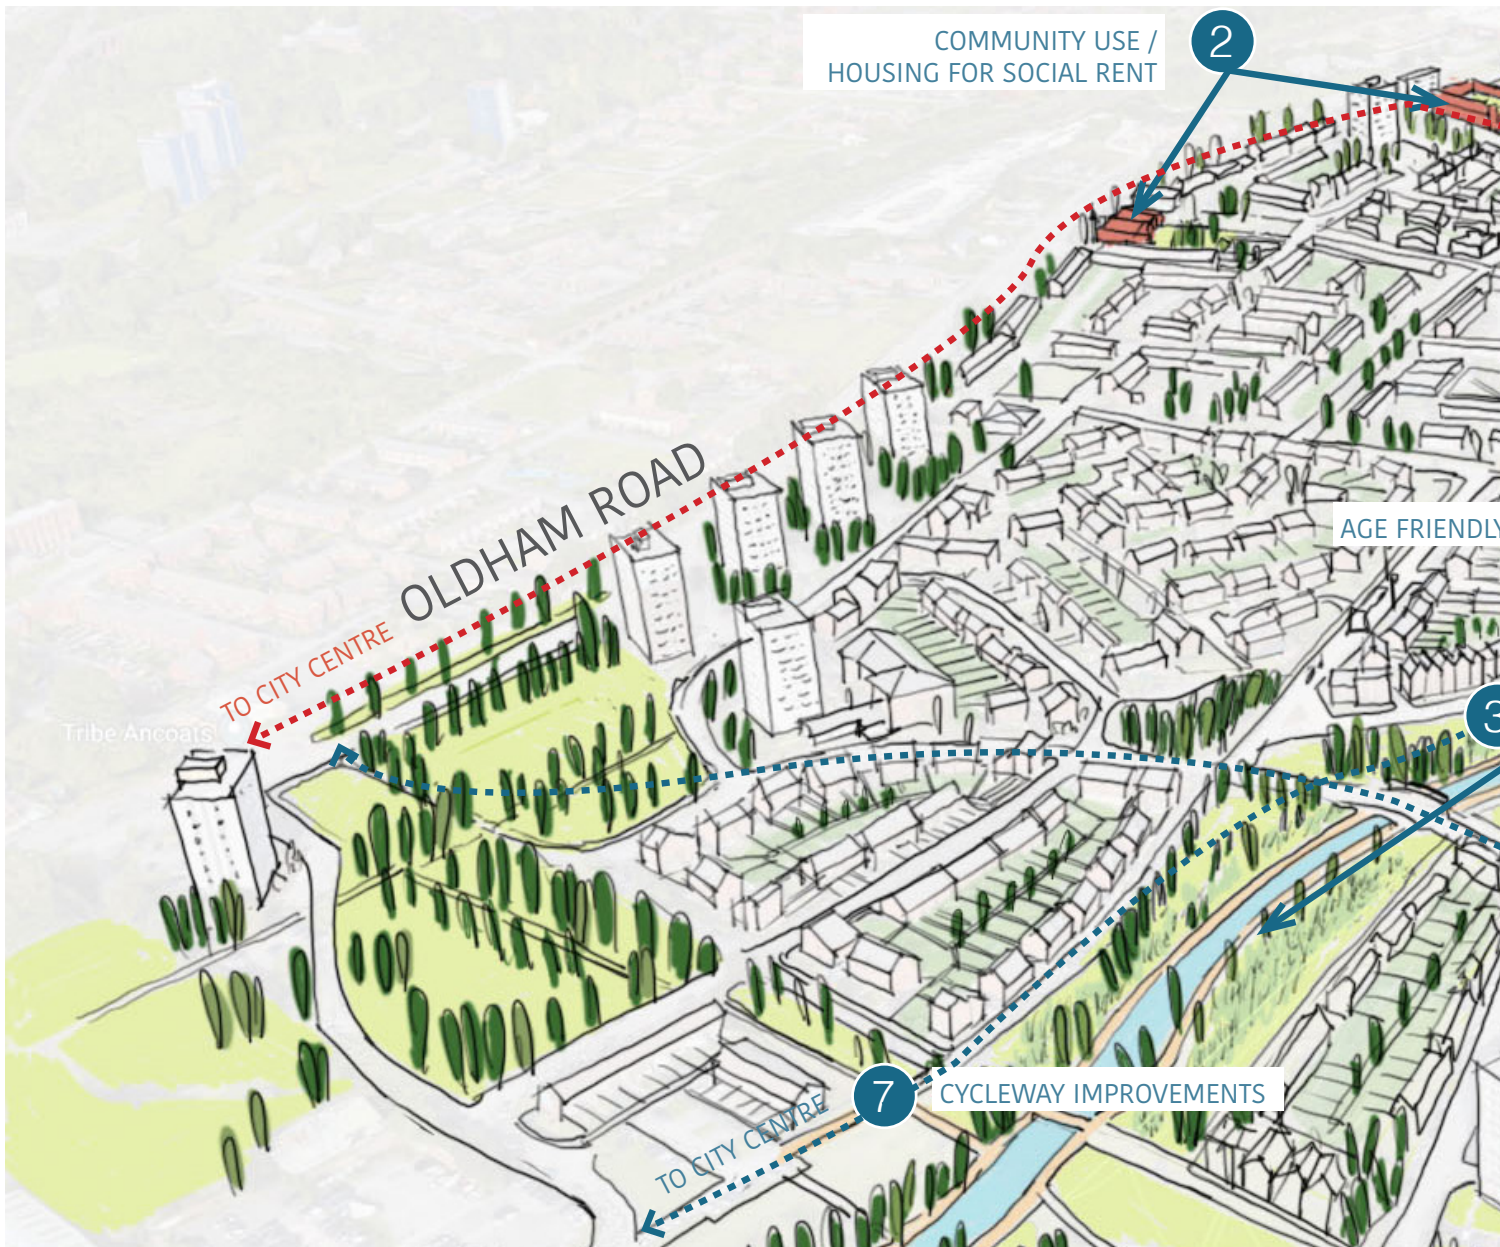 COMMUNITY USE /
HOUSING FOR SOCIAL RENT
2
OLDHAM ROAD
TO CITY CENTRE
Tribe Ancoats
AGE FRIENDLY
3
7
CYCLEWAY IMPROVEMENTS
TO CITY CENTRE